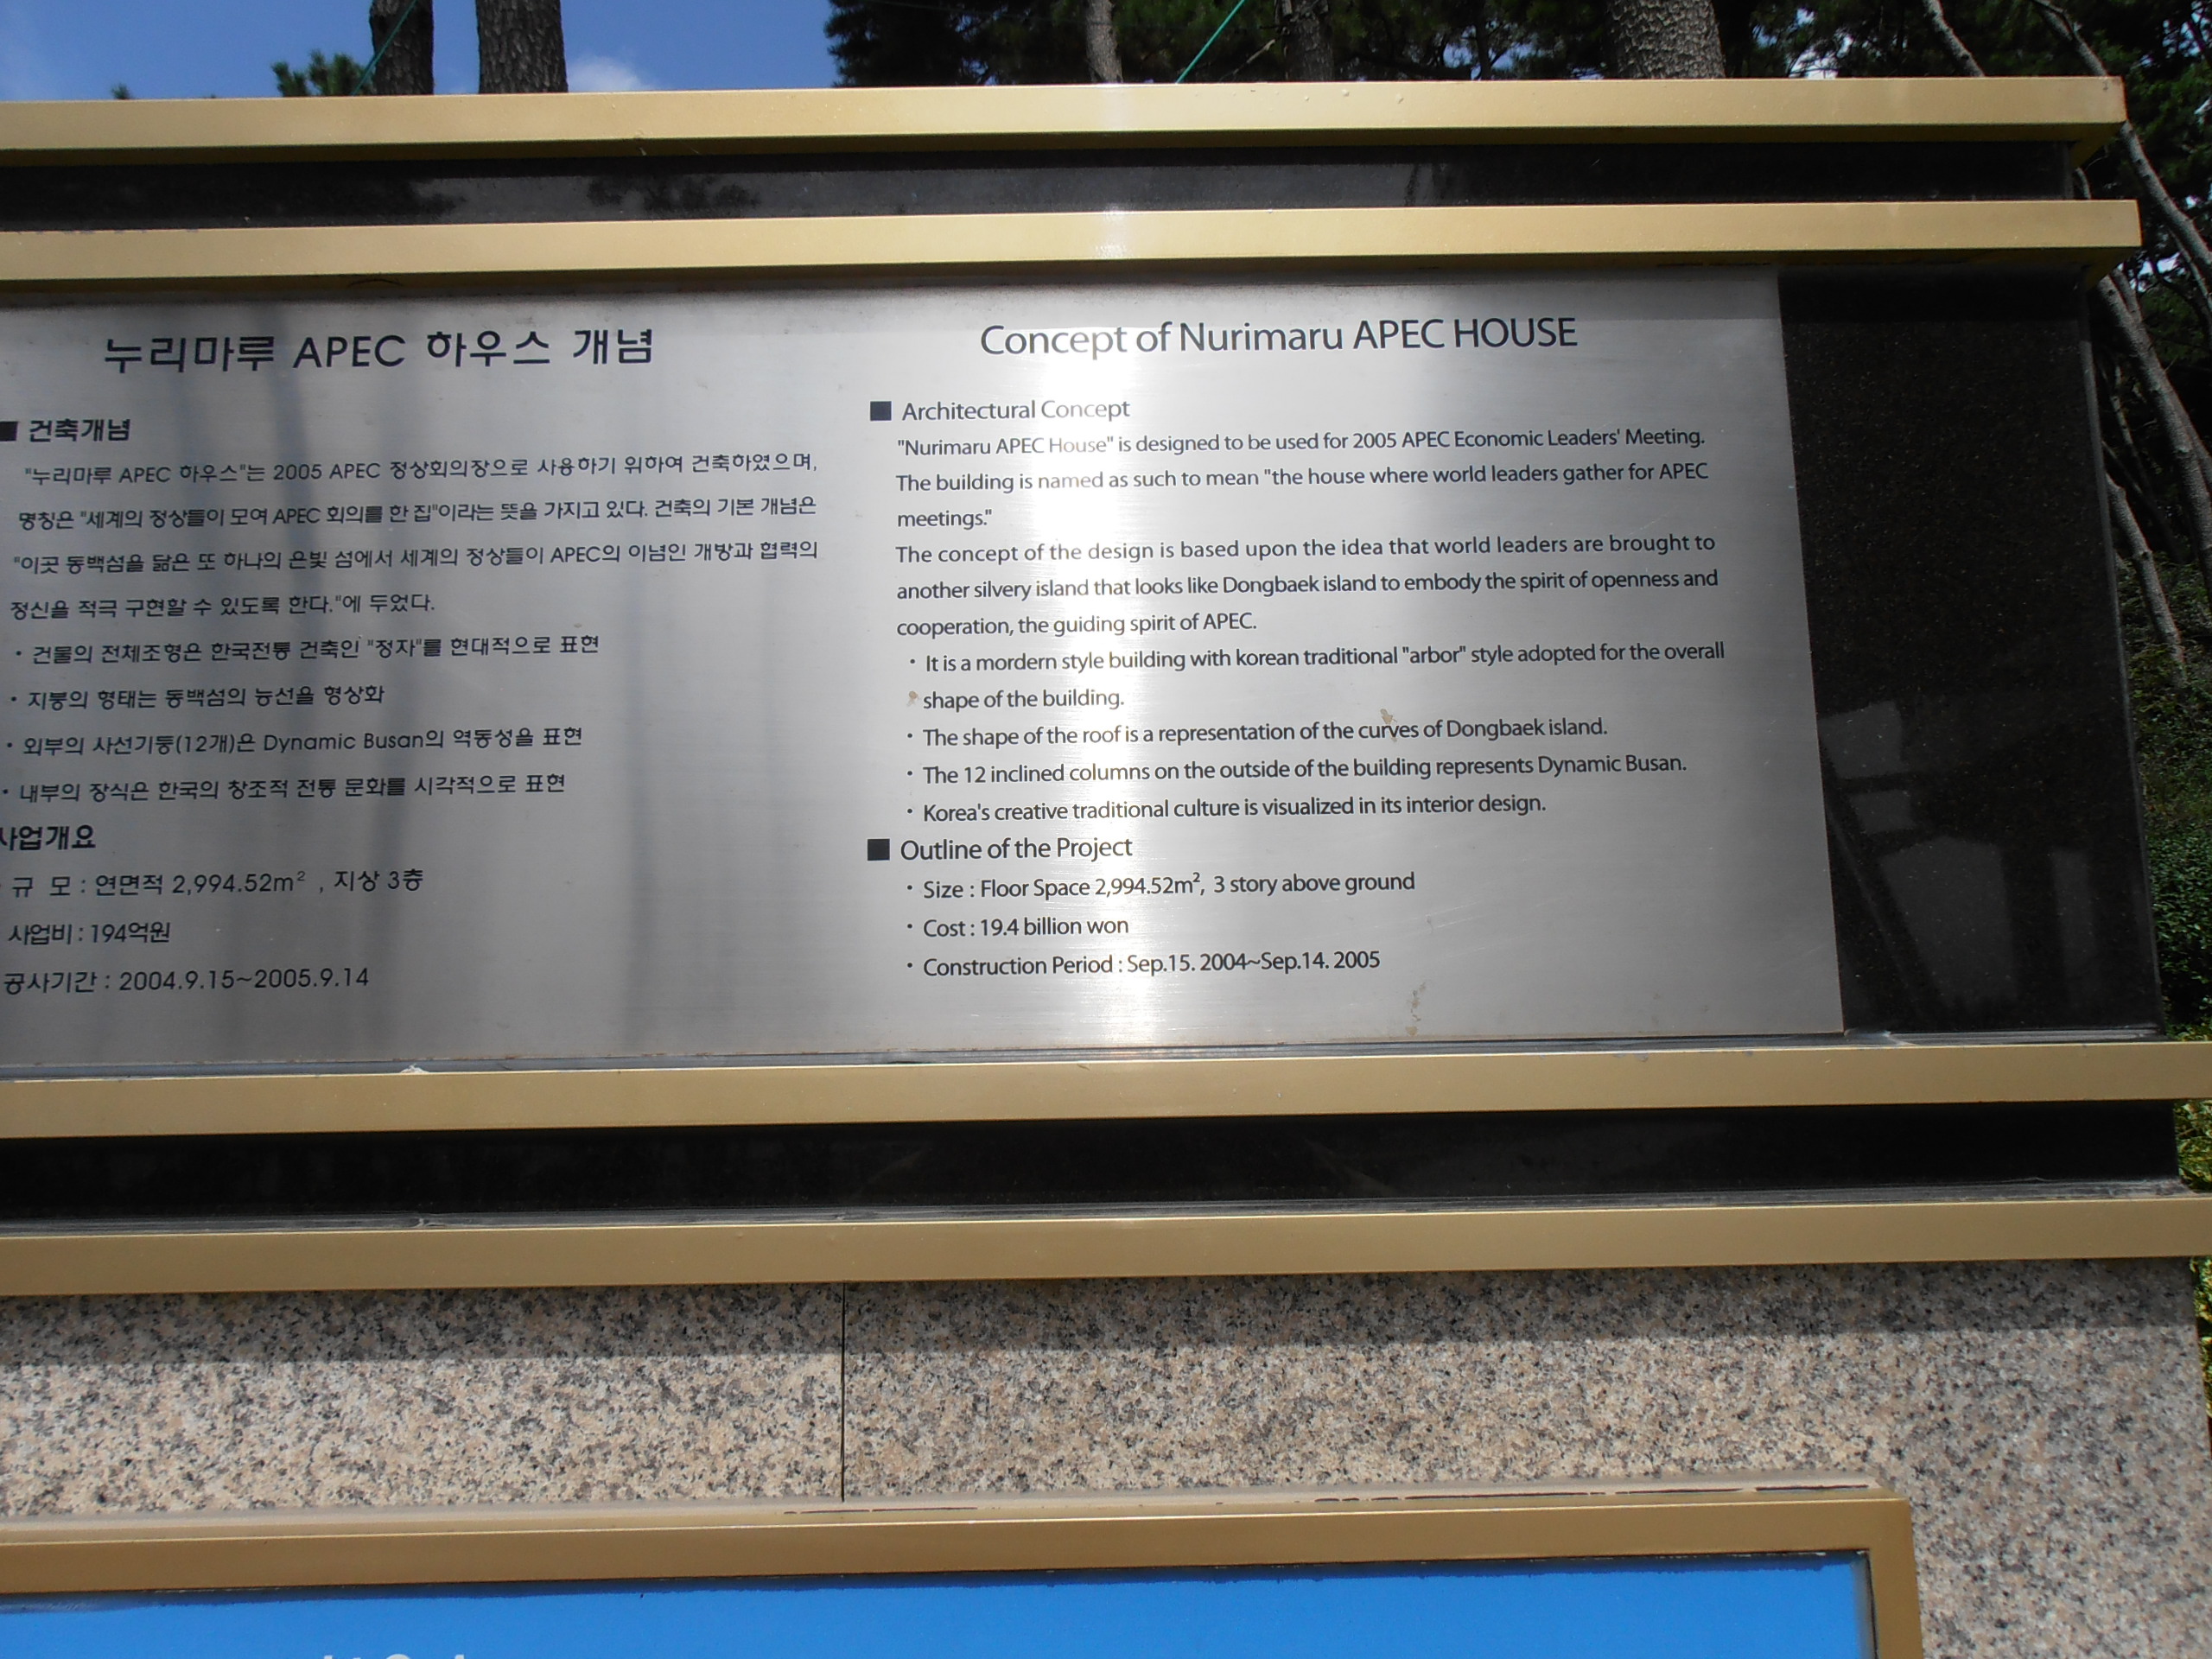 누리마루 APEC 하우스 개념
■ 건축개념
"누리마루 APEC 하우스"는 2005 APEC 정상회의장으로 사용하기 위하여 건축하였으며,
명칭은 "세계의 정상들이 모여 APEC 회의를 한 집"이라는 뜻을 가지고 있다. 건축의 기본 개념은
"이곳 동백섬을 닮은 또 하나의 은빛 섬에서 세계의 정상들이 APEC의 이념인 개방과 협력의
정신을 적극 구현할 수 있도록 한다."에 두었다.
· 건물의 전체조형은 한국전통 건축인 "정자"를 현대적으로 표현
· 지붕의 형태는 동백섬의 능선을 형상화
· 외부의 사선기둥(12개)은 Dynamic Busan의 역동성을 표현
· 내부의 장식은 한국의 창조적 전통 문화를 시각적으로 표현
사업개요
· 규 모 : 연면적 2,994.52m² , 지상 3층
사업비 : 194억원
공사기간 : 2004.9.15~2005.9.14
Concept of Nurimaru APEC HOUSE
■ Architectural Concept
"Nurimaru APEC House" is designed to be used for 2005 APEC Economic Leaders' Meeting.
The building is named as such to mean "the house where world leaders gather for APEC
meetings."
The concept of the design is based upon the idea that world leaders are brought to
another silvery island that looks like Dongbaek island to embody the spirit of openness and
cooperation, the guiding spirit of APEC.
· It is a mordern style building with korean traditional "arbor" style adopted for the overall
shape of the building.
· The shape of the roof is a representation of the curves of Dongbaek island.
· The 12 inclined columns on the outside of the building represents Dynamic Busan.
· Korea's creative traditional culture is visualized in its interior design.
■ Outline of the Project
· Size : Floor Space 2,994.52m², 3 story above ground
· Cost : 19.4 billion won
· Construction Period : Sep.15. 2004~Sep.14. 2005